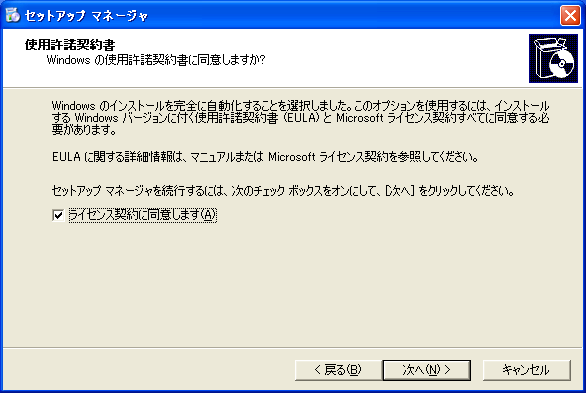 セットアップ マネージャ
使用許諾契約書
Windows の使用許諾契約書に同意しますか?
Windows のインストールを完全に自動化することを選択しました。このオプションを使用するには、インストール
する Windows バージョンに付く使用許諾契約書 (EULA) と Microsoft ライセンス契約すべてに同意する必
要があります。
EULA に関する詳細情報は、マニュアルまたは Microsoft ライセンス契約を参照してください。
セットアップ マネージャを続行するには、次のチェック ボックスをオンにして、[次へ] をクリックしてください。
ライセンス契約に同意します(A)
< 戻る(B) 次へ(N) > キャンセル